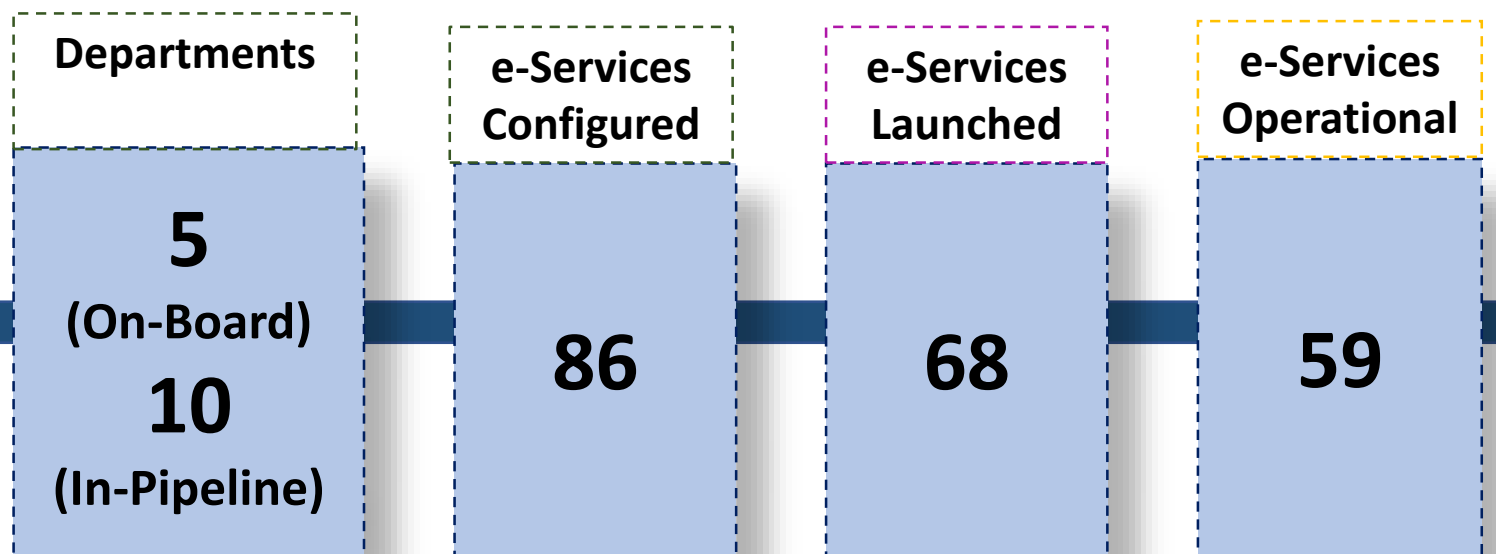 Departments
5
(On-Board)
10
(In-Pipeline)
e-Services
Configured
86
e-Services
Launched
68
e-Services
Operational
59